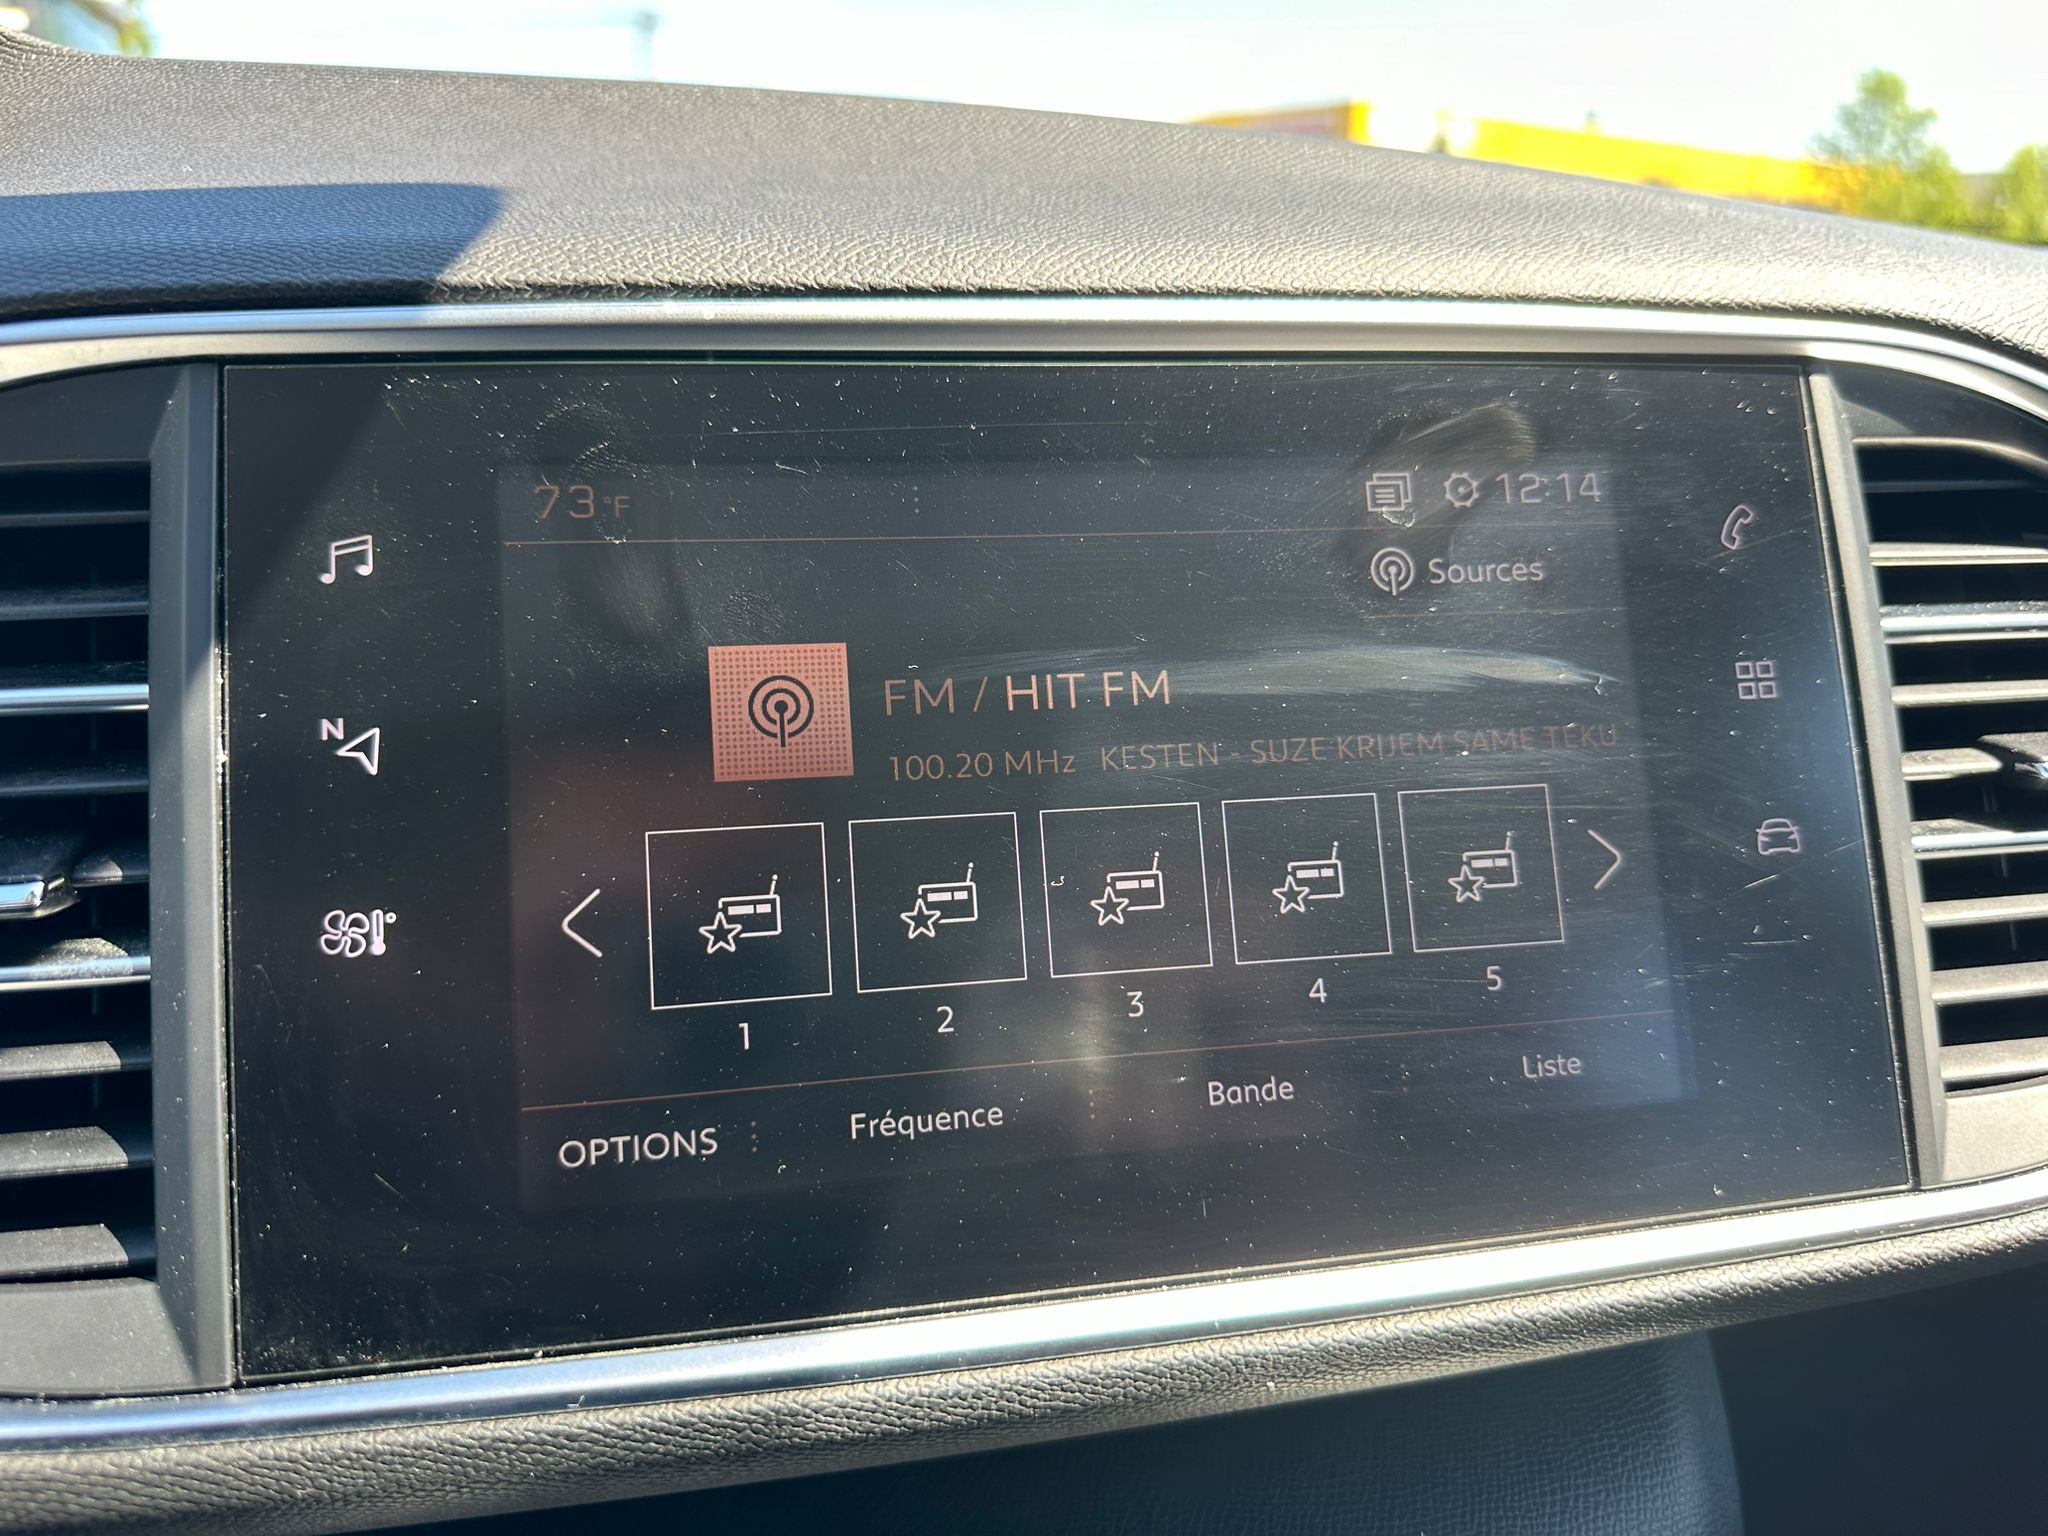 73°F
12:14
Sources
FM / HIT FM
100.20 MHz KESTEN - SUZE KRIJEM SAME TEKU
N
1 2 3 4 5
OPTIONS Fréquence Bande Liste